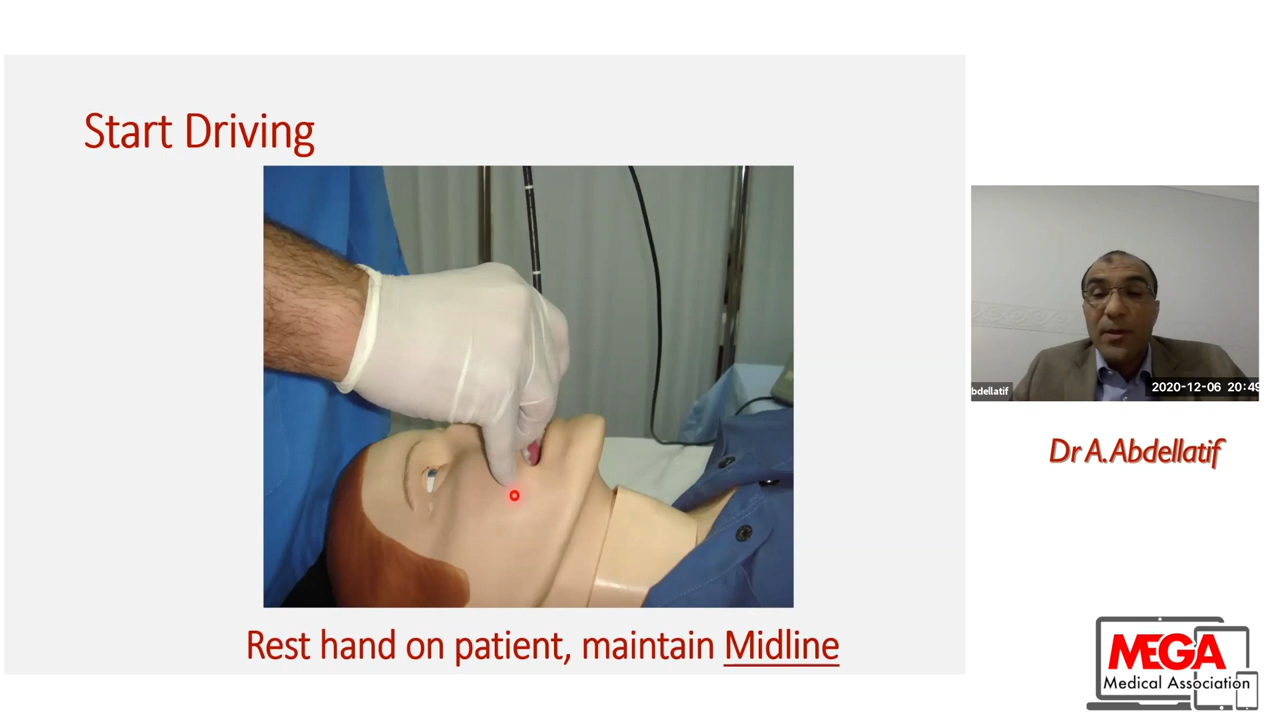 Start Driving
Rest hand on patient, maintain Midline
bdellatif
2020-12-06 20:49
Dr A.Abdellatif
MEGA
Medical Association